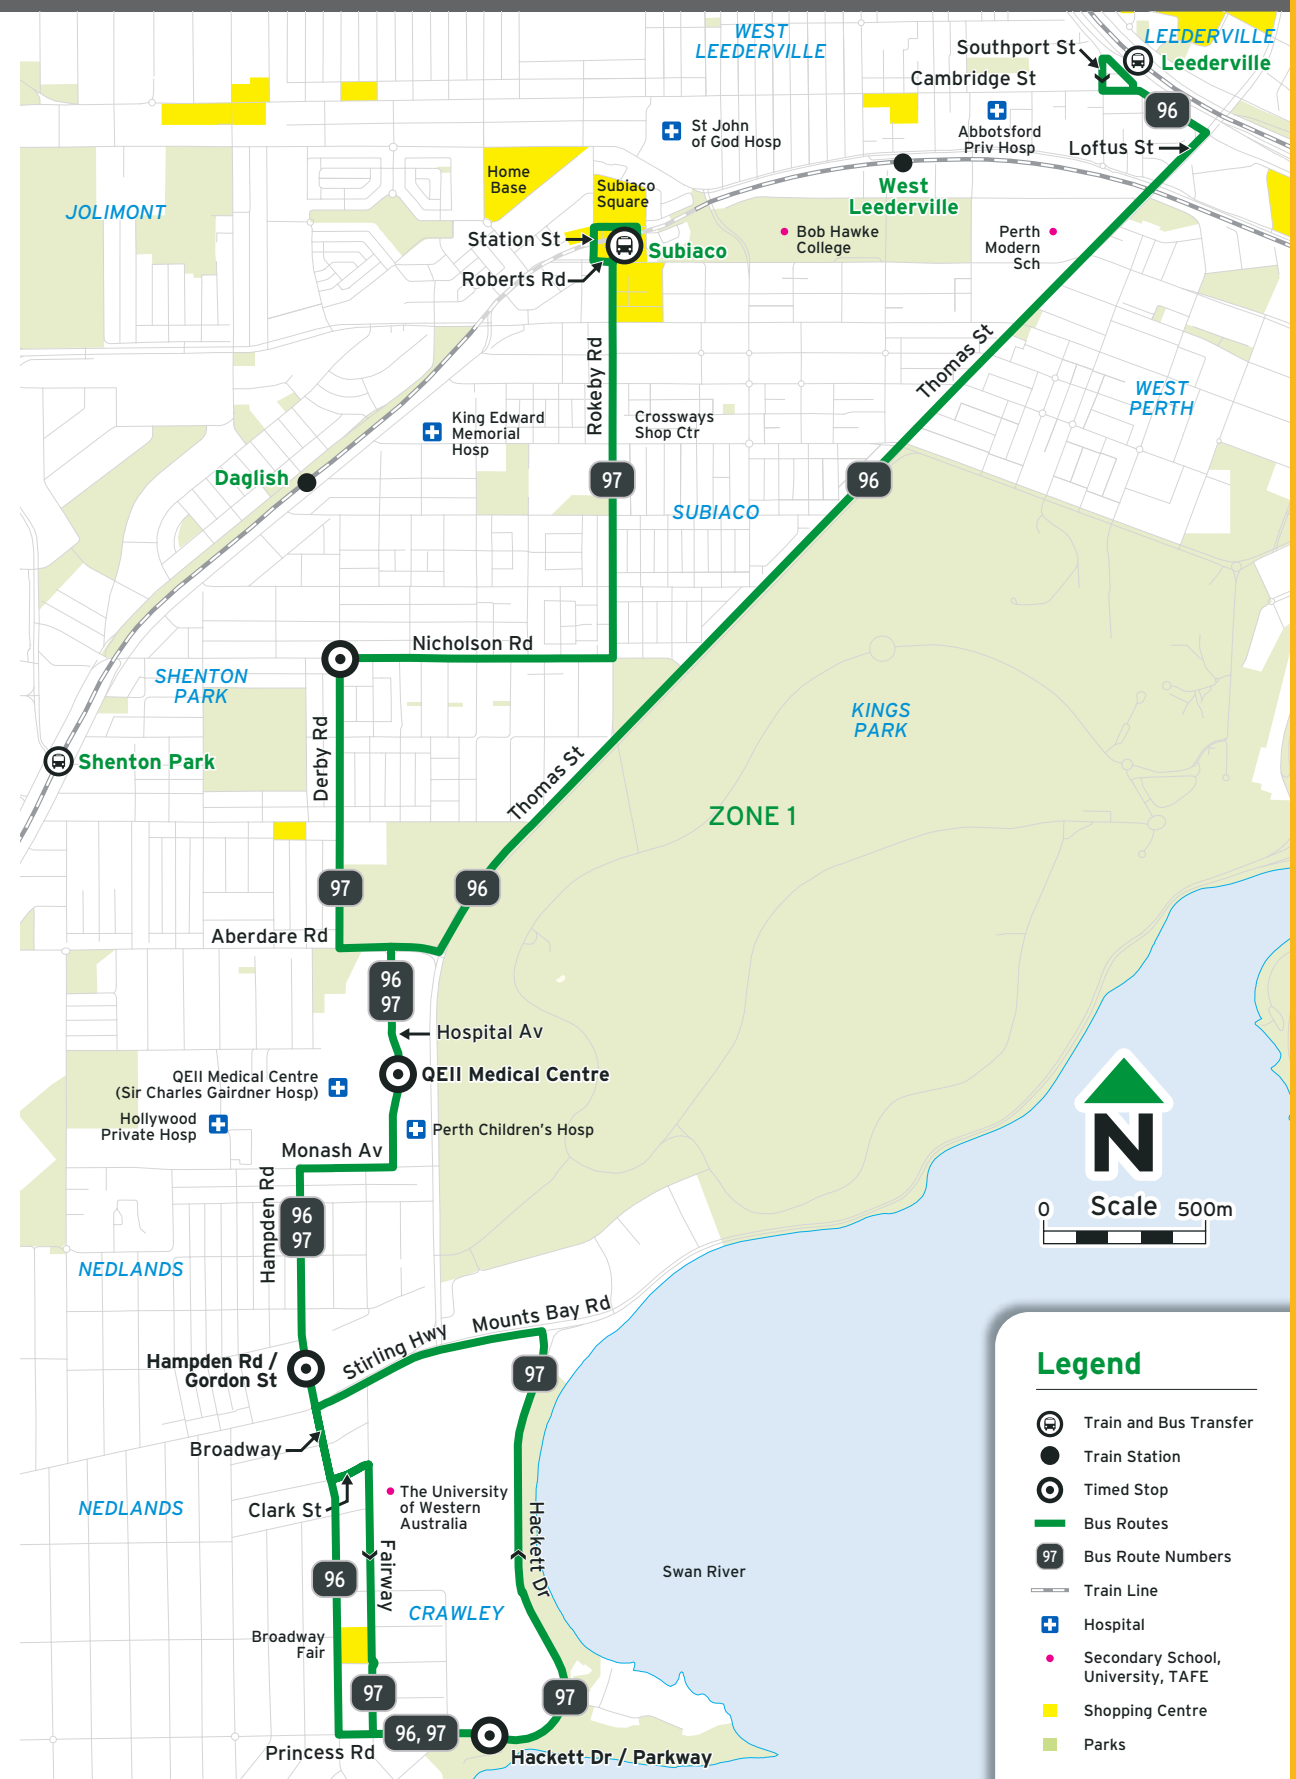 WEST
LEEDERVILLE
LEEDERVILLE
Southport St
Leederville
Cambridge St
96
St John
of God Hosp
Abbotsford
Priv Hosp
Loftus St
Home
Base
Subiaco
Square
West
Leederville
JOLIMONT
Station St
Subiaco
Bob Hawke
College
Perth
Modern
Sch
Roberts Rd
Rokeby Rd
Thomas St
WEST
PERTH
King Edward
Memorial
Hosp
Crossways
Shop Ctr
Daglish
97
96
SUBIACO
Nicholson Rd
SHENTON
PARK
KINGS
PARK
Derby Rd
Shenton Park
Thomas St
ZONE 1
97
96
Aberdare Rd
96
97
Hospital Av
QEII Medical Centre
QEII Medical Centre
(Sir Charles Gairdner Hosp)
Hollywood
Private Hosp
Perth Children's Hosp
Monash Av
Hampden Rd
96
97
N
0
Scale
500m
NEDLANDS
Mounts Bay Rd
Stirling Hwy
Hampden Rd /
Gordon St
97
Broadway
NEDLANDS
Clark St
The University
of Western
Australia
Hackett Dr
Fairway
96
Swan River
CRAWLEY
Broadway
Fair
97
97
96, 97
Princess Rd
Hackett Dr / Parkway
Legend
Train and Bus Transfer
Train Station
Timed Stop
Bus Routes
97
Bus Route Numbers
Train Line
Hospital
Secondary School,
University, TAFE
Shopping Centre
Parks